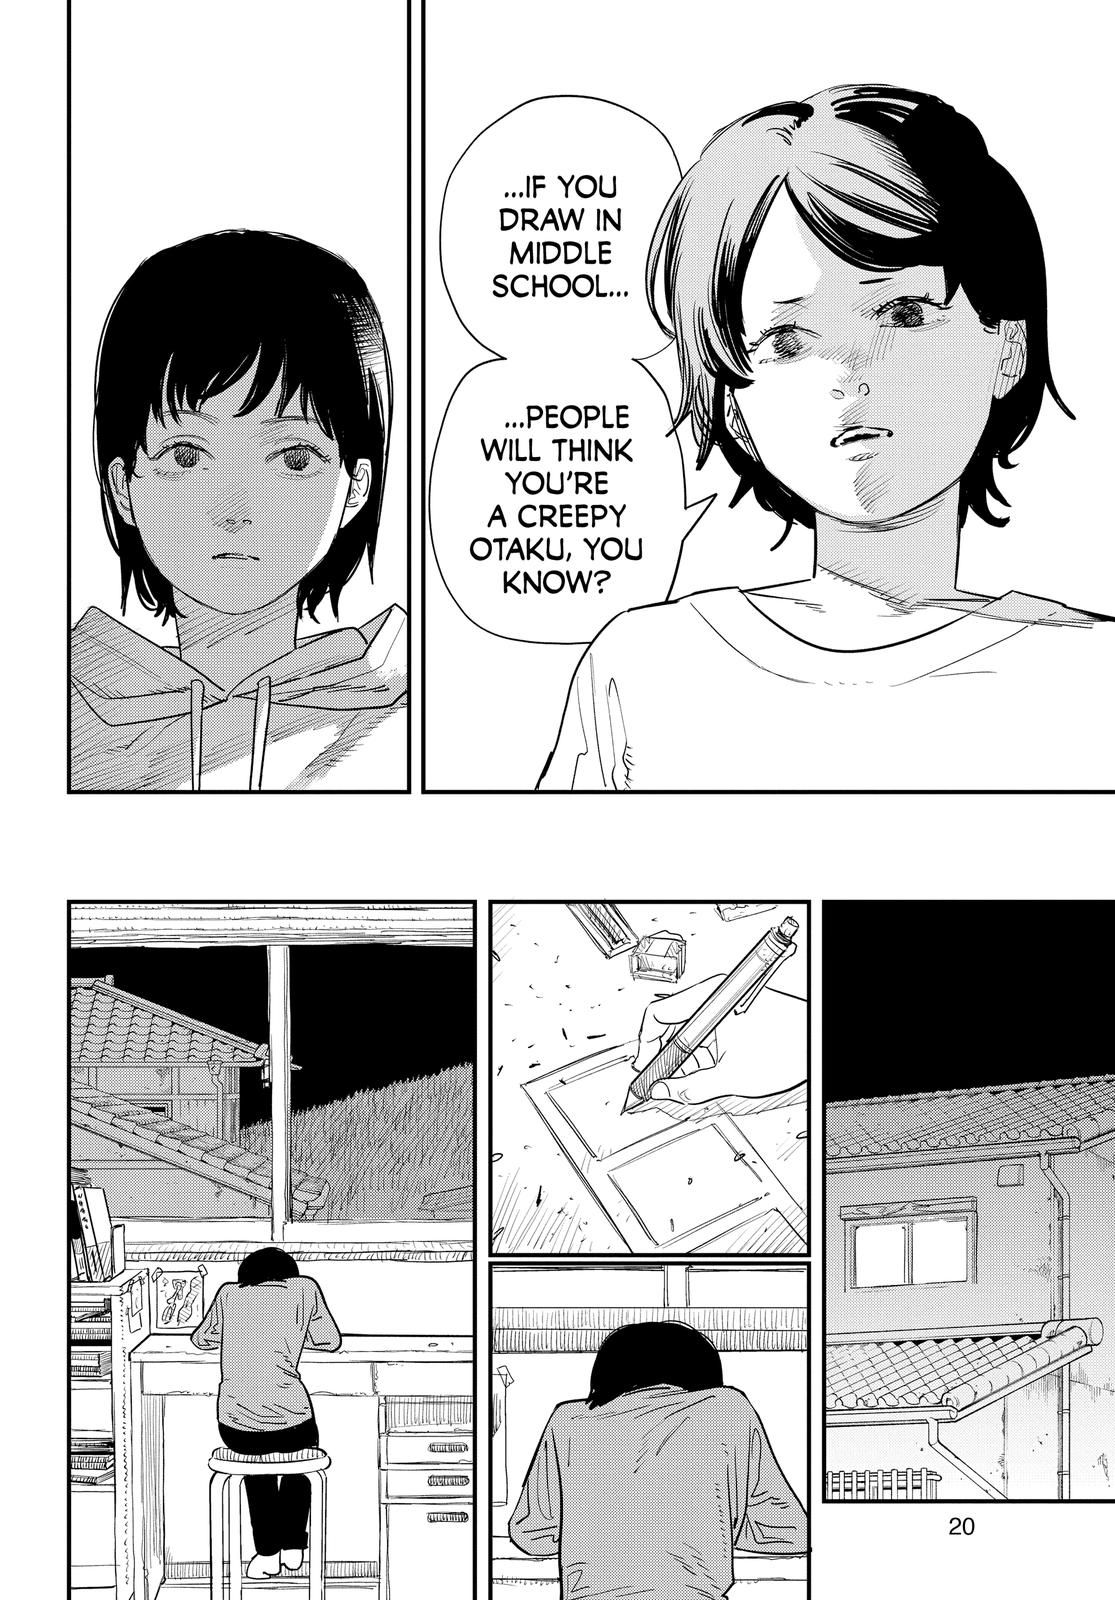 ...IF YOU
DRAW IN
MIDDLE
SCHOOL...
...PEOPLE
WILL THINK
YOU'RE
A CREEPY
OTAKU, YOU
KNOW?
20